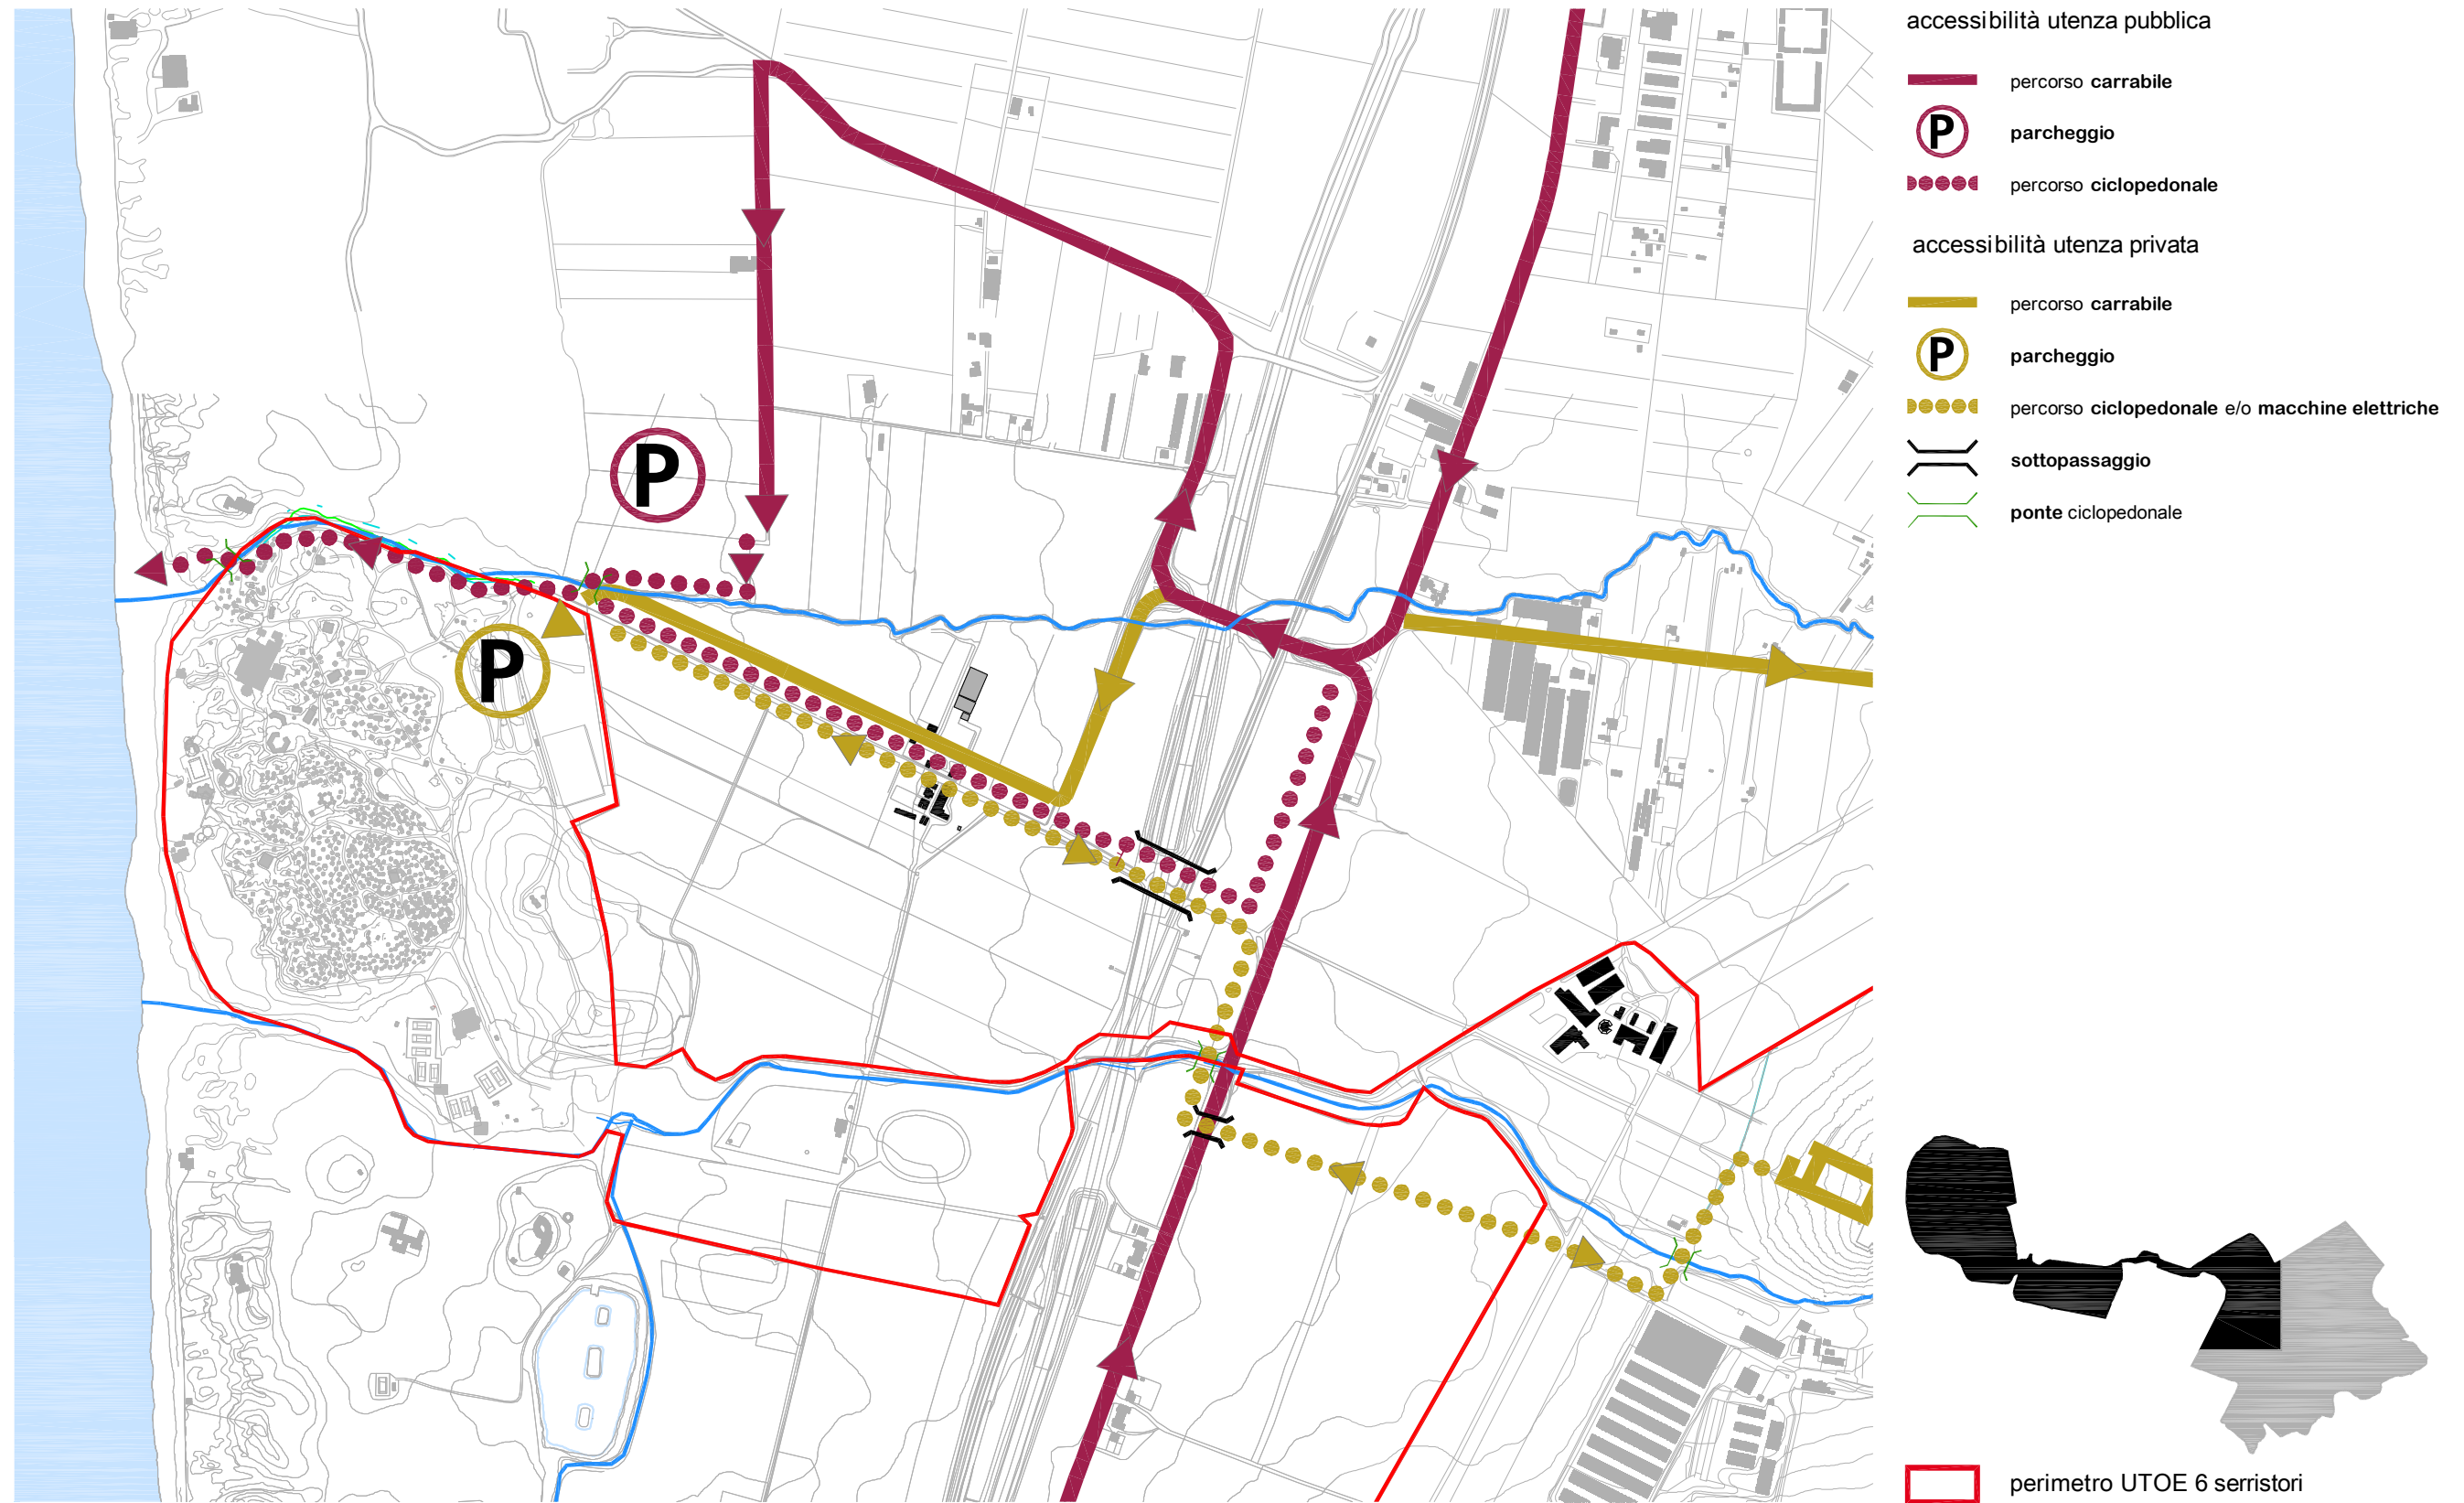 accessibilità utenza pubblica
percorso carrabile
P parcheggio
percorso ciclopedonale
accessibilità utenza privata
percorso carrabile
P parcheggio
percorso ciclopedonale e/o macchine elettriche
sottopassaggio
ponte ciclopedonale
P
P
perimetro UTOE 6 serristori